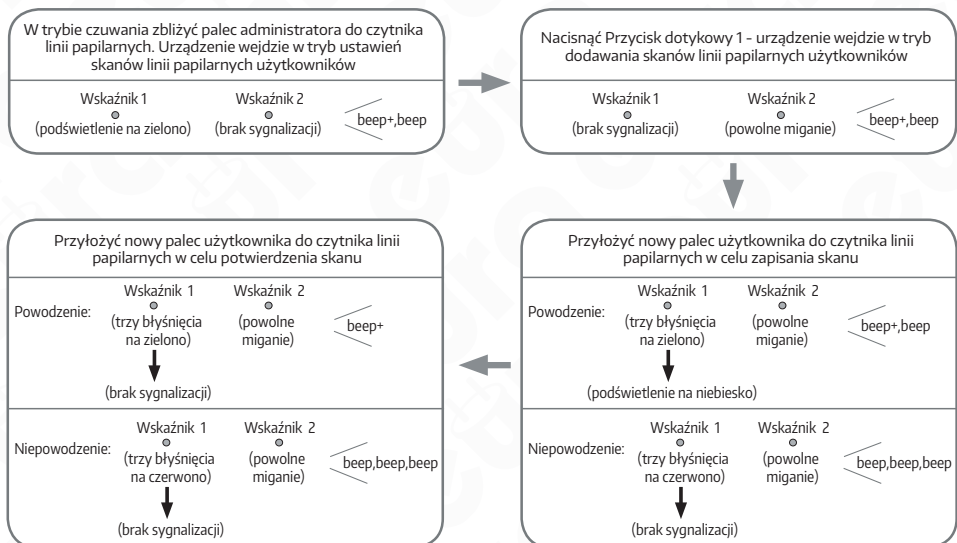 W trybie czuwania zbliżyć palec administratora do czytnika
linii papilarnych. Urządzenie wejdzie w tryb ustawień
skanów linii papilarnych użytkowników
Wskaźnik 1
Wskaźnik 2
(podświetlenie na zielono)
(brak sygnalizacji)
beep+,beep
Nacisnąć Przycisk dotykowy 1 - urządzenie wejdzie w tryb
dodawania skanów linii papilarnych użytkowników
Wskaźnik 1
Wskaźnik 2
(brak sygnalizacji)
(powolne miganie)
beep+,beep
Przyłożyć nowy palec użytkownika do czytnika linii
papilarnych w celu zapisania skanu
Powodzenie:
Wskaźnik 1
Wskaźnik 2
(trzy błyśnięcia
na zielono)
(powolne
miganie)
beep+,beep
(podświetlenie na niebiesko)
Niepowodzenie:
Wskaźnik 1
Wskaźnik 2
(trzy błyśnięcia
na czerwono)
(powolne
miganie)
beep,beep,beep
(brak sygnalizacji)
Przyłożyć nowy palec użytkownika do czytnika linii
papilarnych w celu potwierdzenia skanu
Powodzenie:
Wskaźnik 1
Wskaźnik 2
(trzy błyśnięcia
na zielono)
(powolne
miganie)
beep+
(brak sygnalizacji)
Niepowodzenie:
Wskaźnik 1
Wskaźnik 2
(trzy błyśnięcia
na czerwono)
(powolne
miganie)
beep,beep,beep
(brak sygnalizacji)